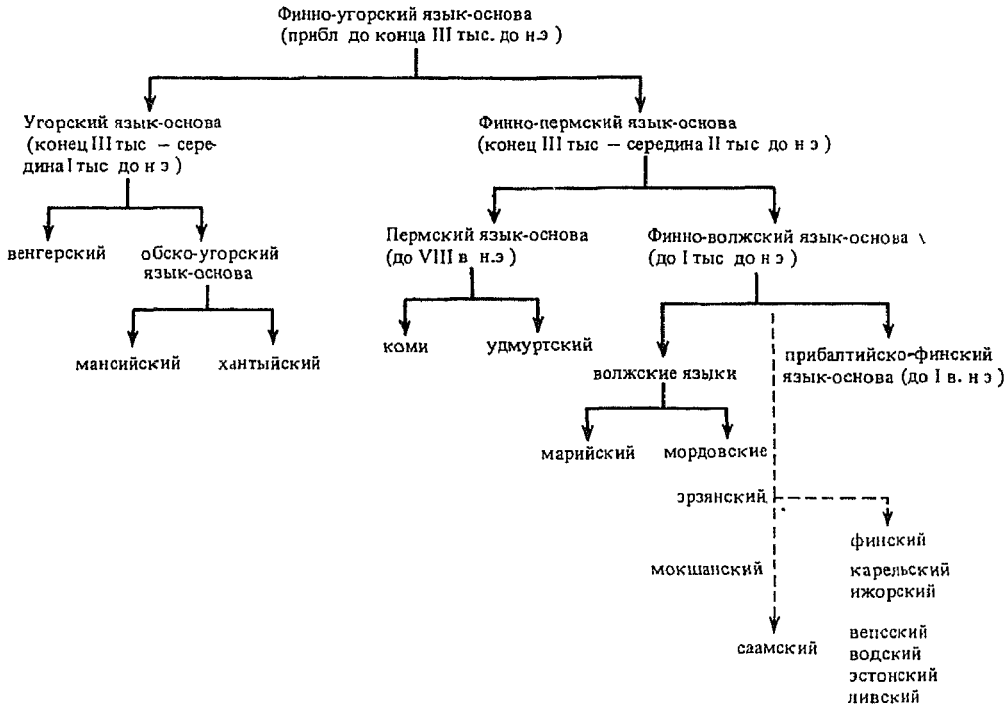 Финно-угорский язык-основа
(прибл до конца III тыс. до н.э )
Угорский язык-основа
(конец III тыс – сере-
дина I тыс до н э )
Финно-пермский язык-основа
(конец III тыс – середина II тыс до н э )
венгерский
обско-угорский
язык-основа
Пермский язык-основа
(до VIII в н.э )
Финно-волжский язык-основа \
(до I тыс до н э )
мансийский
хантыйский
коми
удмуртский
волжские языки
прибалтийско-финский
язык-основа (до I в. н э )
марийский
мордовские
эрзянский
мокшанский
саамский
финский
карельский
ижорский
вепсский
водский
эстонский
ливский